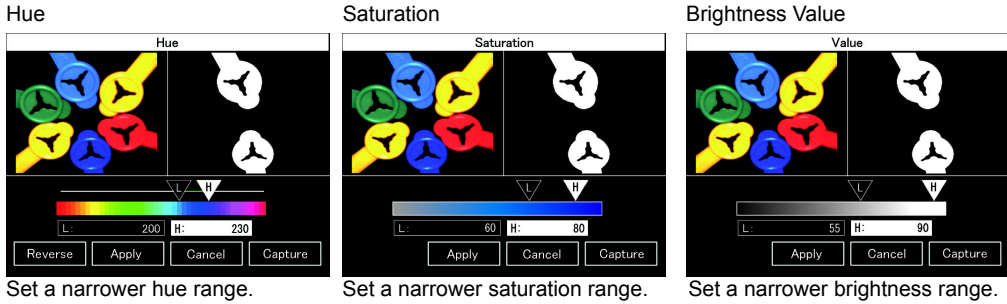 Hue
Saturation
Brightness Value
Hue
L H
L: 200 H: 230
Reverse Apply Cancel Capture
Saturation
L H
L: 60 H: 80
Apply Cancel Capture
Value
L H
L: 55 H: 90
Apply Cancel Capture
Set a narrower hue range.
Set a narrower saturation range.
Set a narrower brightness range.